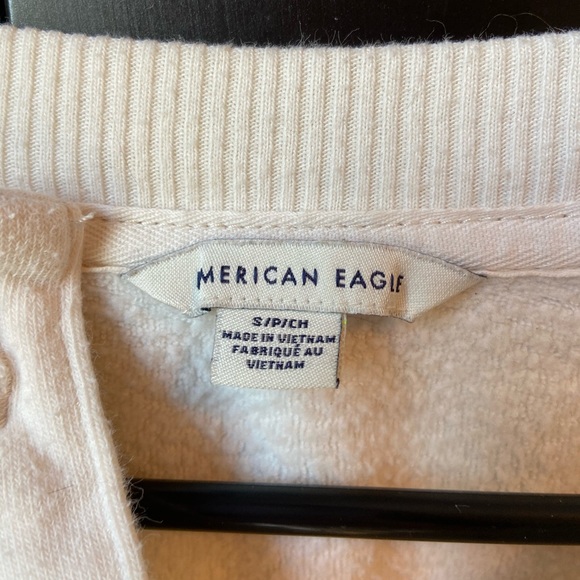 MERICAN EAGLE
S/P/CH
MADE IN VIETNAM
FABRIQUÉ AU
VIETNAM